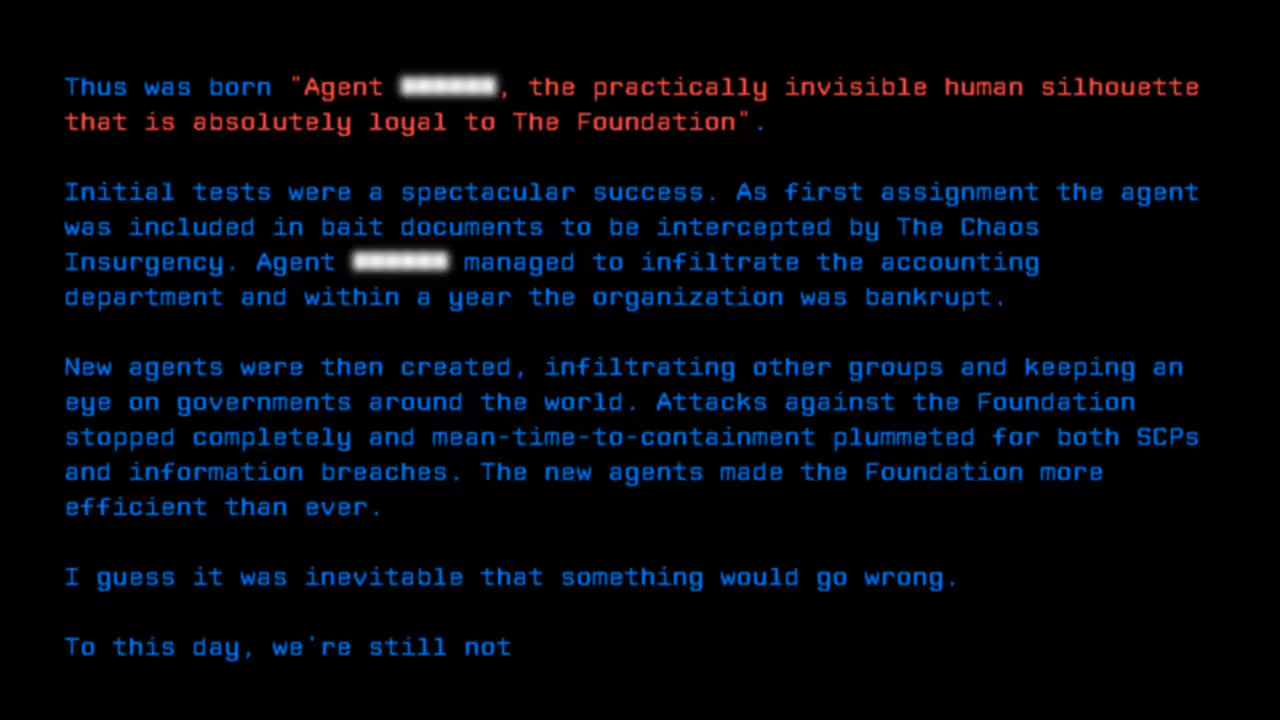 Thus was born "Agent ██████, the practically invisible human silhouette
that is absolutely loyal to The Foundation".
Initial tests were a spectacular success. As first assignment the agent
was included in bait documents to be intercepted by The Chaos
Insurgency. Agent ██████ managed to infiltrate the accounting
department and within a year the organization was bankrupt.
New agents were then created, infiltrating other groups and keeping an
eye on governments around the world. Attacks against the Foundation
stopped completely and mean-time-to-containment plummeted for both SCPs
and information breaches. The new agents made the Foundation more
efficient than ever.
I guess it was inevitable that something would go wrong.
To this day, we're still not